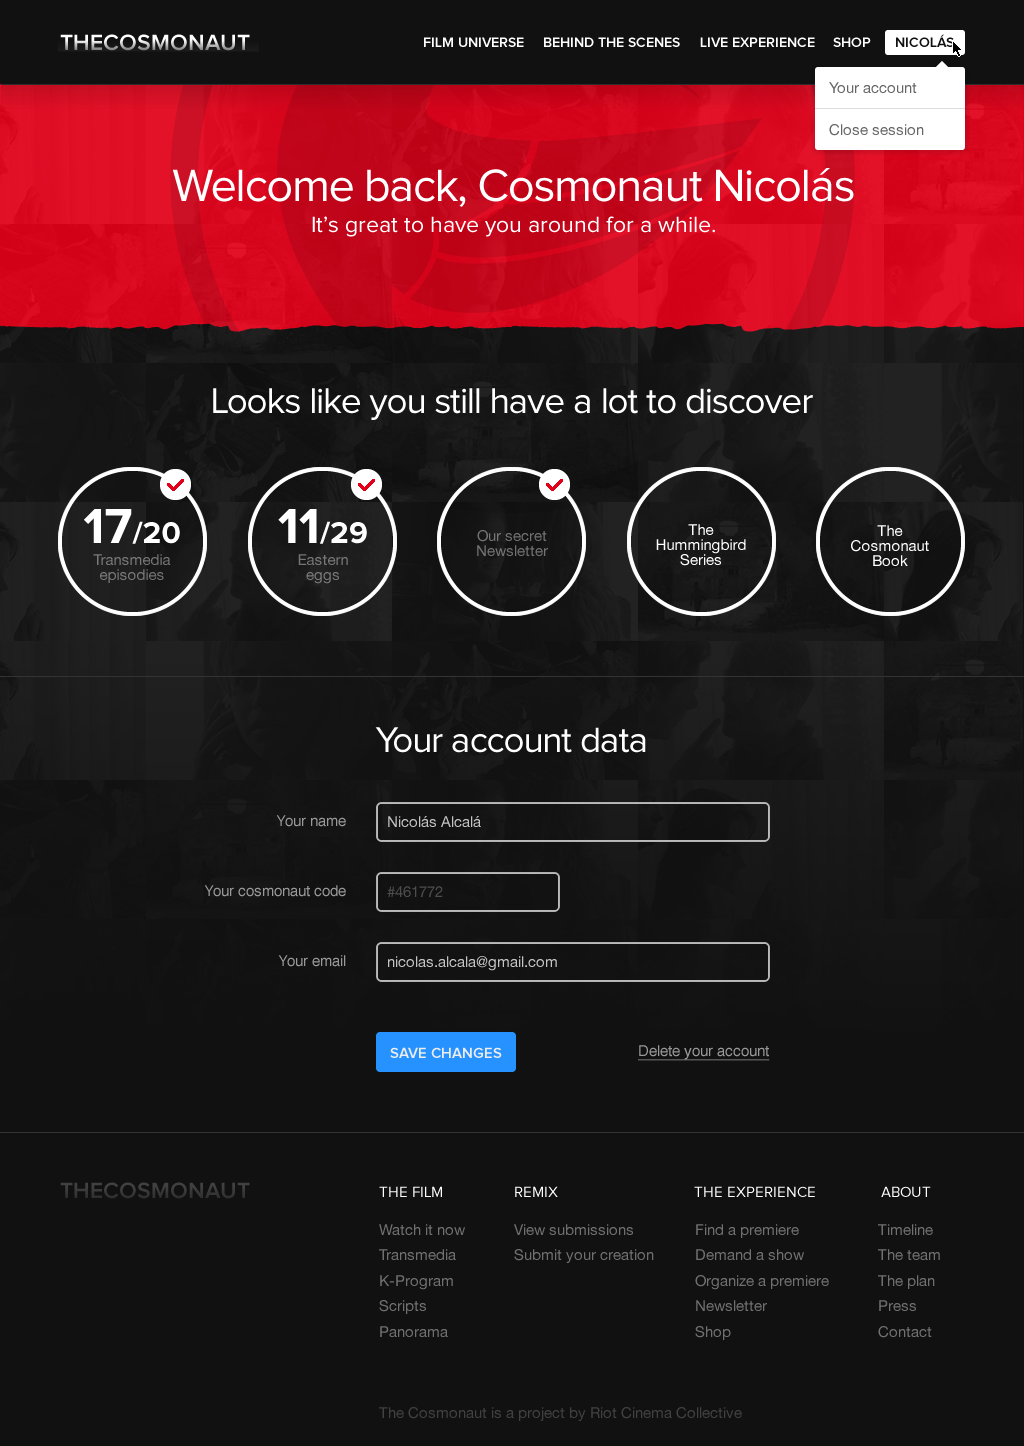 THECOSMONAUT
FILM UNIVERSE
BEHIND THE SCENES
LIVE EXPERIENCE
SHOP
NICOLÁS
Your account
Close session
Welcome back, Cosmonaut Nicolás
It's great to have you around for a while.
Looks like you still have a lot to discover
17/20
Transmedia
episodies
11/29
Eastern
eggs
Our secret
Newsletter
The
Hummingbird
Series
The
Cosmonaut
Book
Your account data
Your name
Nicolás Alcalá
Your cosmonaut code
#461772
Your email
nicolas.alcala@gmail.com
SAVE CHANGES
Delete your account
THECOSMONAUT
THE FILM
Watch it now
Transmedia
K-Program
Scripts
Panorama
REMIX
View submissions
Submit your creation
THE EXPERIENCE
Find a premiere
Demand a show
Organize a premiere
Newsletter
Shop
ABOUT
Timeline
The team
The plan
Press
Contact
The Cosmonaut is a project by Riot Cinema Collective